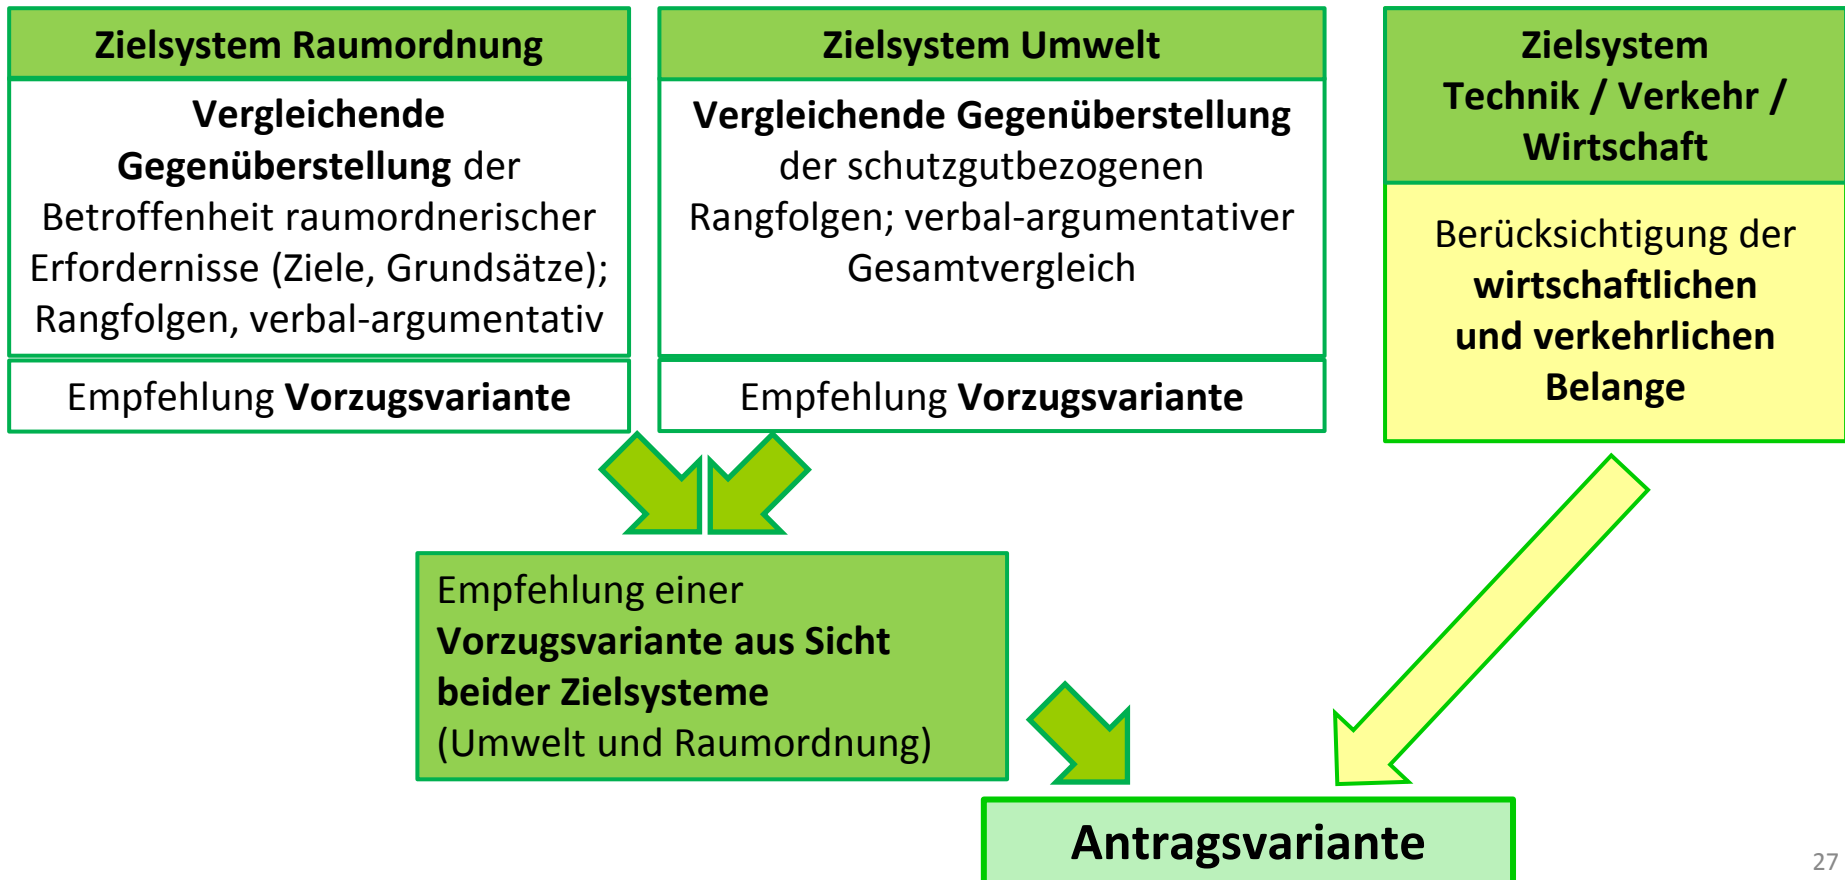 Zielsystem Raumordnung
Vergleichende
Gegenüberstellung der
Betroffenheit raumordnerischer
Erfordernisse (Ziele, Grundsätze);
Rangfolgen, verbal-argumentativ
Empfehlung Vorzugsvariante
Zielsystem Umwelt
Vergleichende Gegenüberstellung
der schutzgutbezogenen
Rangfolgen; verbal-argumentativer
Gesamtvergleich
Empfehlung Vorzugsvariante
Zielsystem
Technik / Verkehr /
Wirtschaft
Berücksichtigung der
wirtschaftlichen
und verkehrlichen
Belange
Empfehlung einer
Vorzugsvariante aus Sicht
beider Zielsysteme
(Umwelt und Raumordnung)
Antragsvariante
27